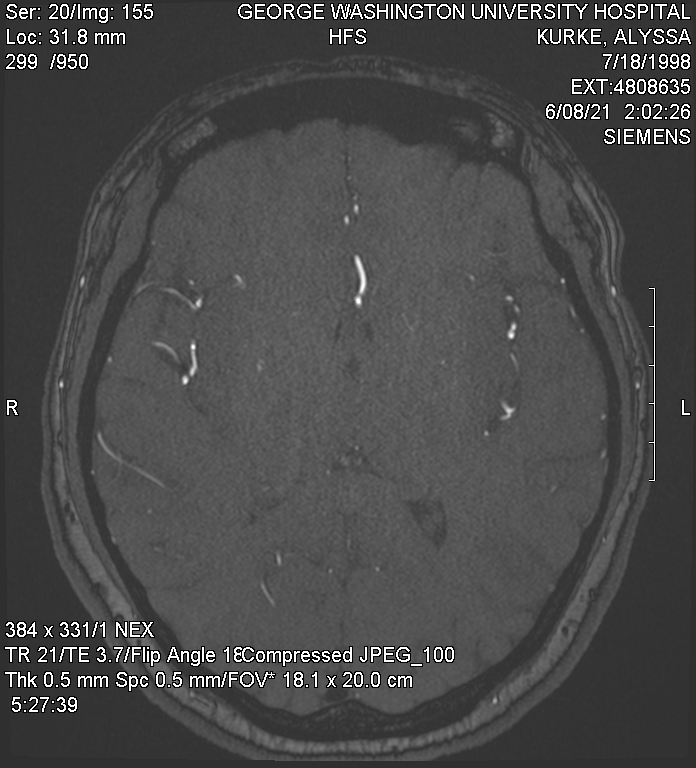 Ser: 20/Img: 155
Loc: 31.8 mm
299 /950
HFS
GEORGE WASHINGTON UNIVERSITY HOSPITAL
KURKE, ALYSSA
7/18/1998
EXT:4808635
6/08/21 2:02:26
SIEMENS
R
L
384 x 331/1 NEX
TR 21/TE 3.7/Flip Angle 18Compressed JPEG_100
Thk 0.5 mm Spc 0.5 mm/FOV* 18.1 x 20.0 cm
5:27:39